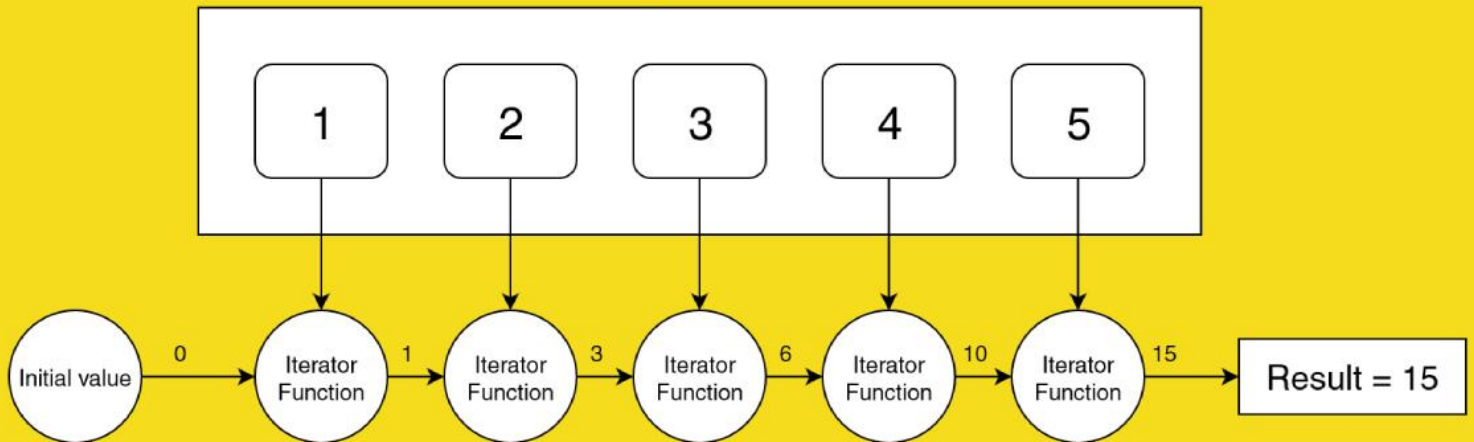 1
2
3
4
5
Initial value
0
Iterator
Function
1
Iterator
Function
3
Iterator
Function
6
Iterator
Function
10
Iterator
Function
15
Result = 15